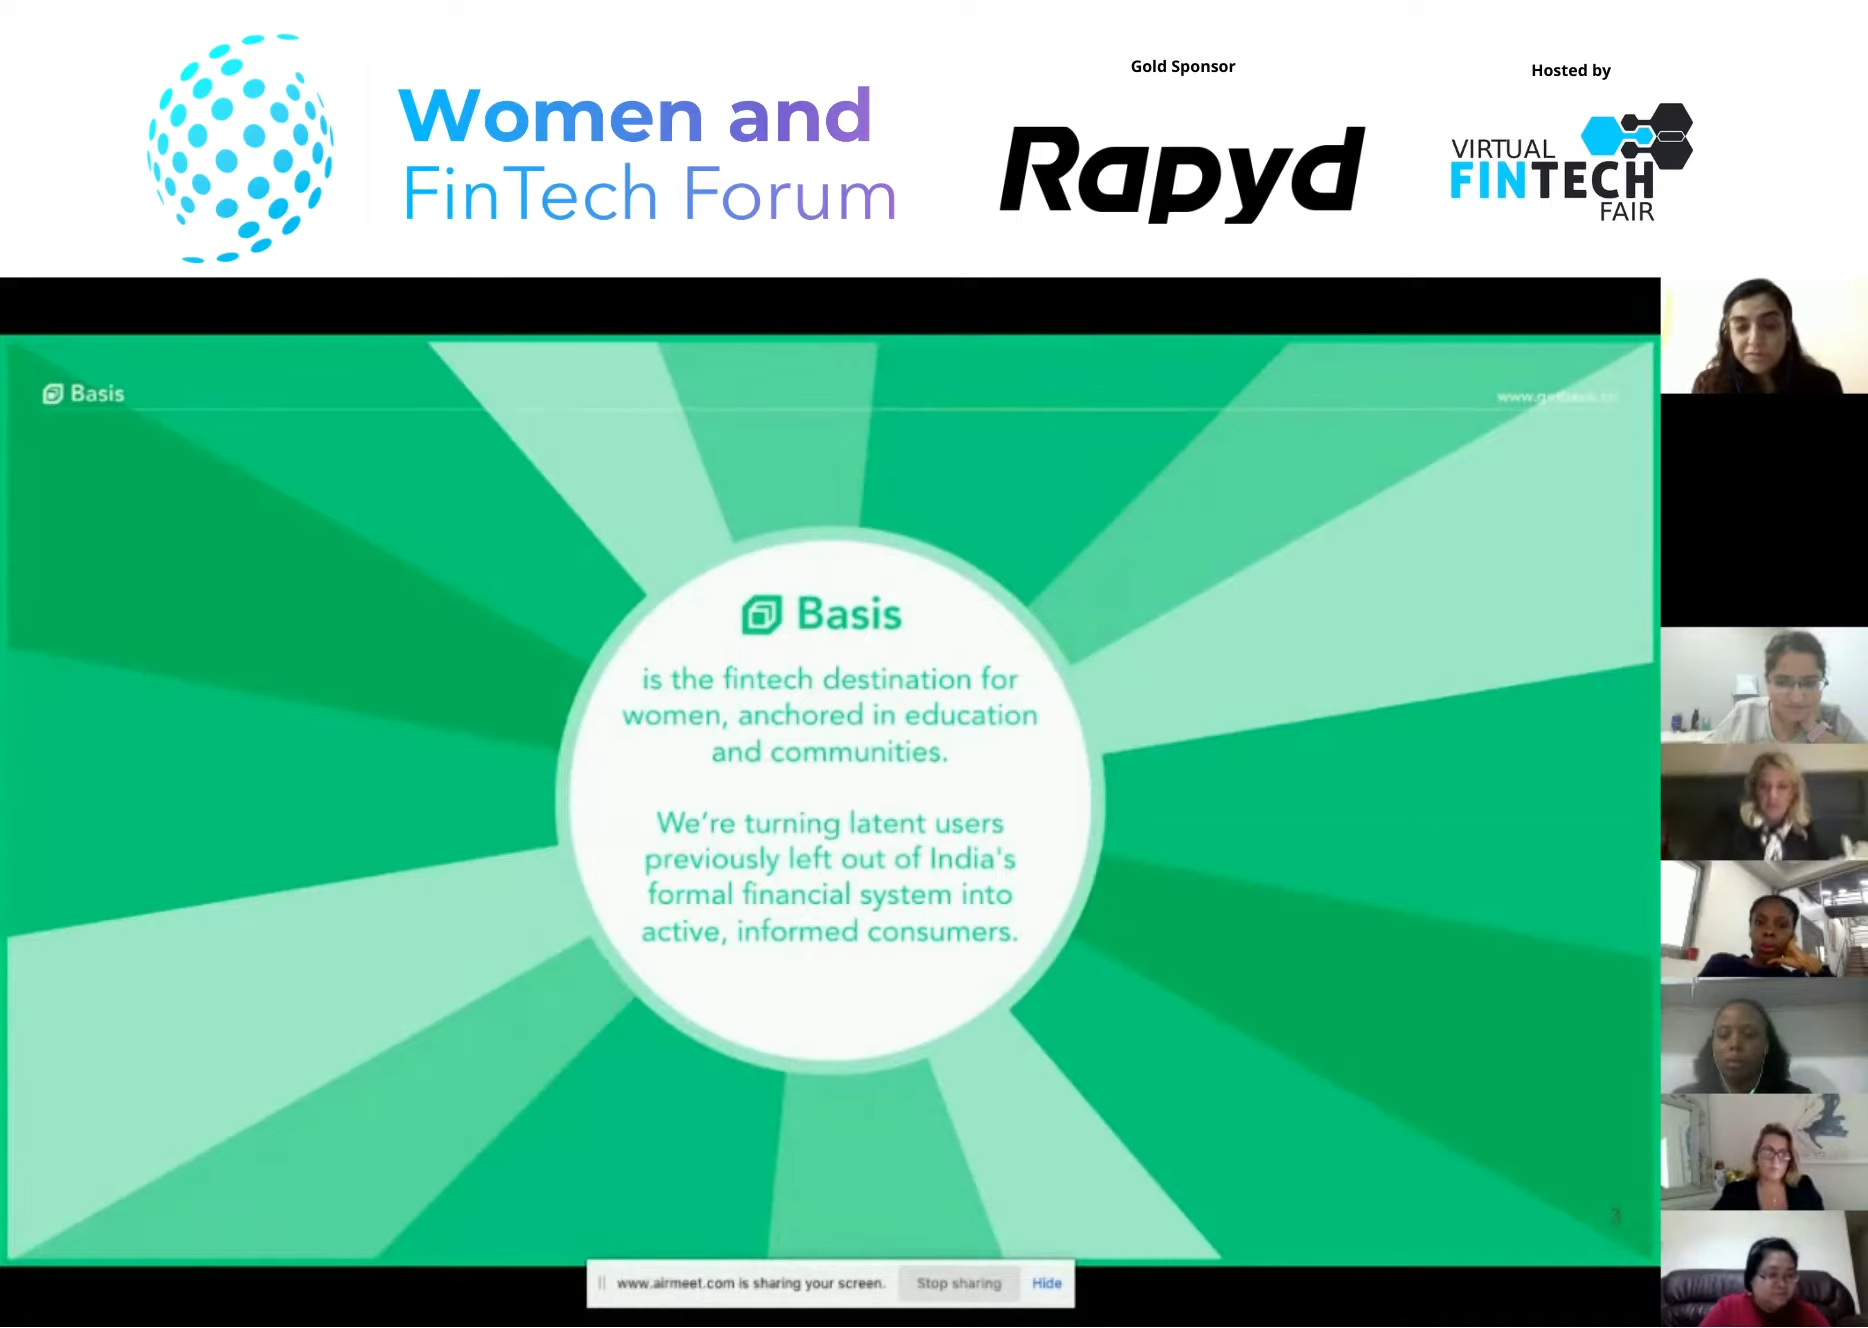 Women and
FinTech Forum
Gold Sponsor
Rapyd
Hosted by
VIRTUAL
FINTECH
FAIR
Basis
Basis
is the fintech destination for
women, anchored in education
and communities.
We’re turning latent users
previously left out of India's
formal financial system into
active, informed consumers.
3
www.airmeet.com is sharing your screen.
Stop sharing
Hide